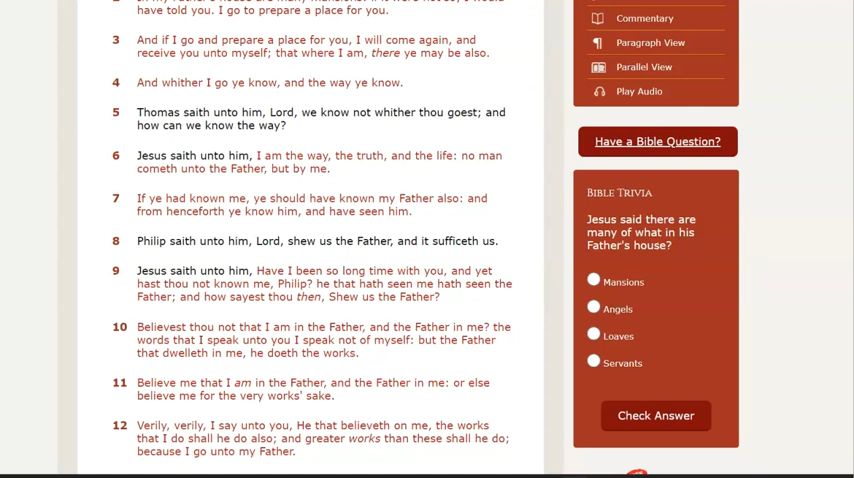 2 In my Father's house are many mansions: if it were not so, I would
have told you. I go to prepare a place for you.
3 And if I go and prepare a place for you, I will come again, and
receive you unto myself; that where I am, there ye may be also.
4 And whither I go ye know, and the way ye know.
5 Thomas saith unto him, Lord, we know not whither thou goest; and
how can we know the way?
6 Jesus saith unto him, I am the way, the truth, and the life: no man
cometh unto the Father, but by me.
7 If ye had known me, ye should have known my Father also: and
from henceforth ye know him, and have seen him.
8 Philip saith unto him, Lord, shew us the Father, and it sufficeth us.
9 Jesus saith unto him, Have I been so long time with you, and yet
hast thou not known me, Philip? he that hath seen me hath seen the
Father; and how sayest thou then, Shew us the Father?
10 Believest thou not that I am in the Father, and the Father in me? the
words that I speak unto you I speak not of myself: but the Father
that dwelleth in me, he doeth the works.
11 Believe me that I am in the Father, and the Father in me: or else
believe me for the very works' sake.
12 Verily, verily, I say unto you, He that believeth on me, the works
that I do shall he do also; and greater works than these shall he do;
because I go unto my Father.
Commentary
Paragraph View
Parallel View
Play Audio
Have a Bible Question?
BIBLE TRIVIA
Jesus said there are
many of what in his
Father's house?
Mansions
Angels
Loaves
Servants
Check Answer